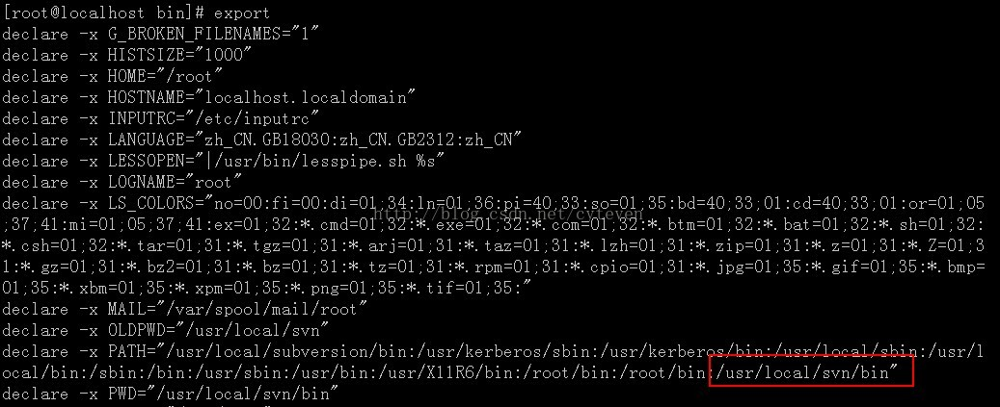 [root@localhost bin]# export
declare -x G_BROKEN_FILENAMES="1"
declare -x HISTSIZE="1000"
declare -x HOME="/root"
declare -x HOSTNAME="localhost.localdomain"
declare -x INPUTRC="/etc/inputrc"
declare -x LANGUAGE="zh_CN.GB18030:zh_CN.GB2312:zh_CN"
declare -x LESSOPEN="|/usr/bin/lesspipe.sh %s"
declare -x LOGNAME="root"
declare -x LS_COLORS="no=00:fi=00:di=01;34:ln=01;36:pi=40;33:so=01;35:bd=40;33;01:cd=40;33;01:or=01;05
http://blog.csdn.net/cyteven
;37;41:mi=01;05;37;41:ex=01;32:*.cmd=01;32:*.exe=01;32:*.com=01;32:*.btm=01;32:*.bat=01;32:*.sh=01;32:
*.csh=01;32:*.tar=01;31:*.tgz=01;31:*.arj=01;31:*.taz=01;31:*.lzh=01;31:*.zip=01;31:*.z=01;31:*.Z=01;3
1:*.gz=01;31:*.bz2=01;31:*.bz=01;31:*.tz=01;31:*.rpm=01;31:*.cpio=01;31:*.jpg=01;35:*.gif=01;35:*.bmp=
01;35:*.xbm=01;35:*.xpm=01;35:*.png=01;35:*.tif=01;35:"
declare -x MAIL="/var/spool/mail/root"
declare -x OLDPWD="/usr/local/svn"
declare -x PATH="/usr/local/subversion/bin:/usr/kerberos/sbin:/usr/kerberos/bin:/usr/local/sbin:/usr/l
ocal/bin:/sbin:/bin:/usr/sbin:/usr/bin:/usr/X11R6/bin:/root/bin:/root/bin:/usr/local/svn/bin"
declare -x PWD="/usr/local/svn/bin"